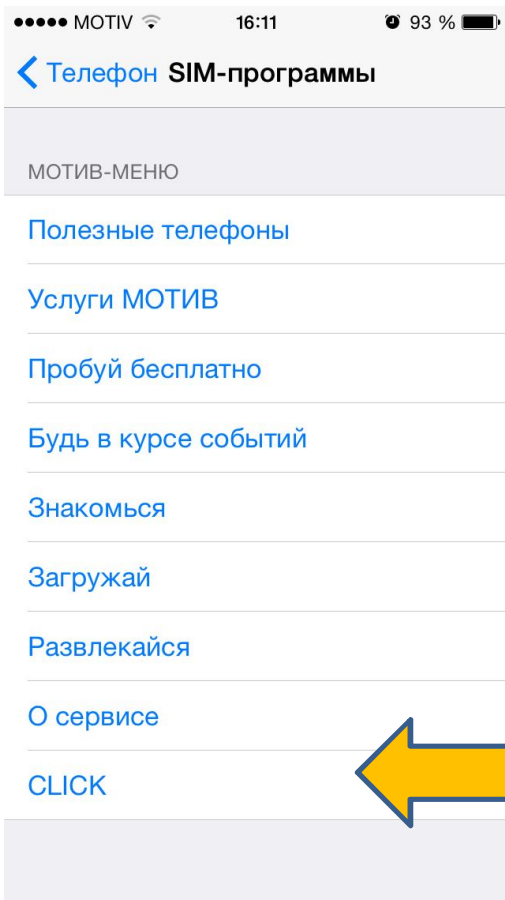 MOTIV 16:11 93 %
Телефон SIM-программы
МОТИВ-МЕНЮ
Полезные телефоны
Услуги МОТИВ
Пробуй бесплатно
Будь в курсе событий
Знакомься
Загружай
Развлекайся
О сервисе
CLICK